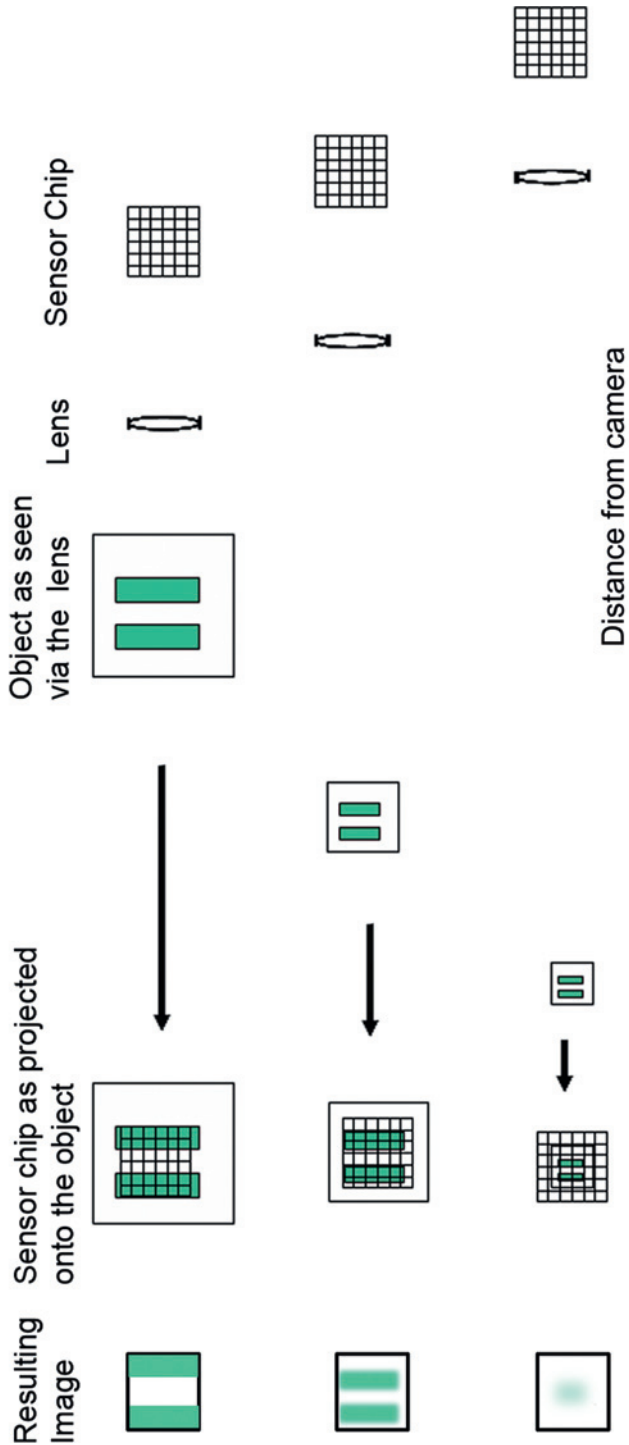 Resulting
Image
Sensor chip as projected
onto the object
Object as seen
via the lens
Lens
Sensor Chip
Distance from camera